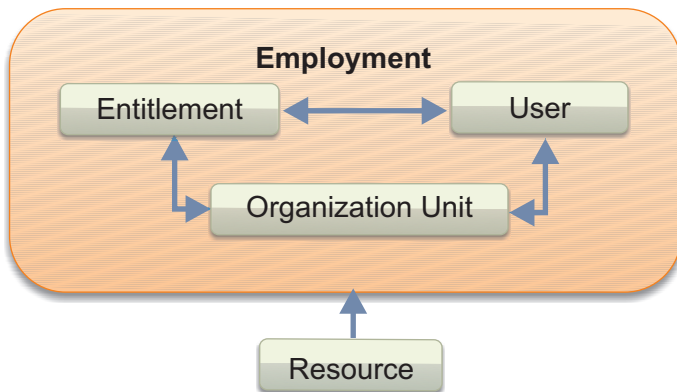 Employment
Entitlement
User
Organization Unit
Resource